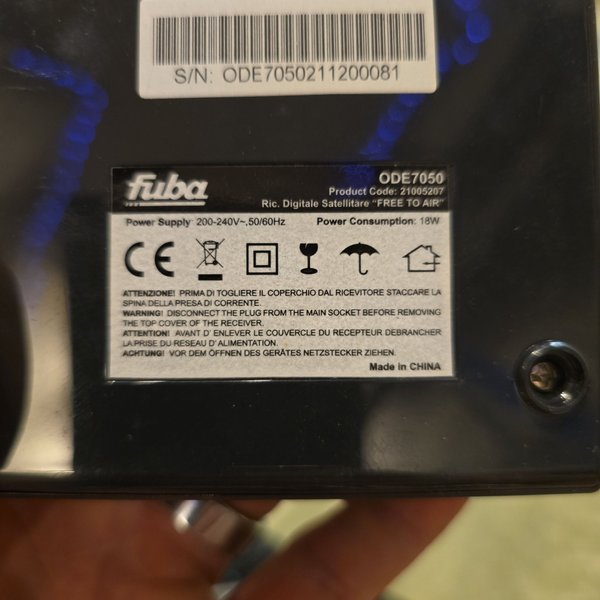 S/N: ODE7050211200081
fuba
ODE7050
Product Code: 21005207
Ric. Digitale Satellitare "FREE TO AIR"
Power Supply: 200-240V~,50/60Hz Power Consumption: 18W
CE
ATTENZIONE! PRIMA DI TOGLIERE IL COPERCHIO DAL RICEVITORE STACCARE LA
SPINA DELLA PRESA DI CORRENTE.
WARNING! DISCONNECT THE PLUG FROM THE MAIN SOCKET BEFORE REMOVING
THE TOP COVER OF THE RECEIVER.
ATTENTION! AVANT D' ENLEVER LE COUVERCLE DU RECEPTEUR DEBRANCHER
LA PRISE DU RESEAU D' ALIMENTATION.
ACHTUNG! VOR DEM ÖFFNEN DES GERÄTES NETZSTECKER ZIEHEN.
Made in CHINA